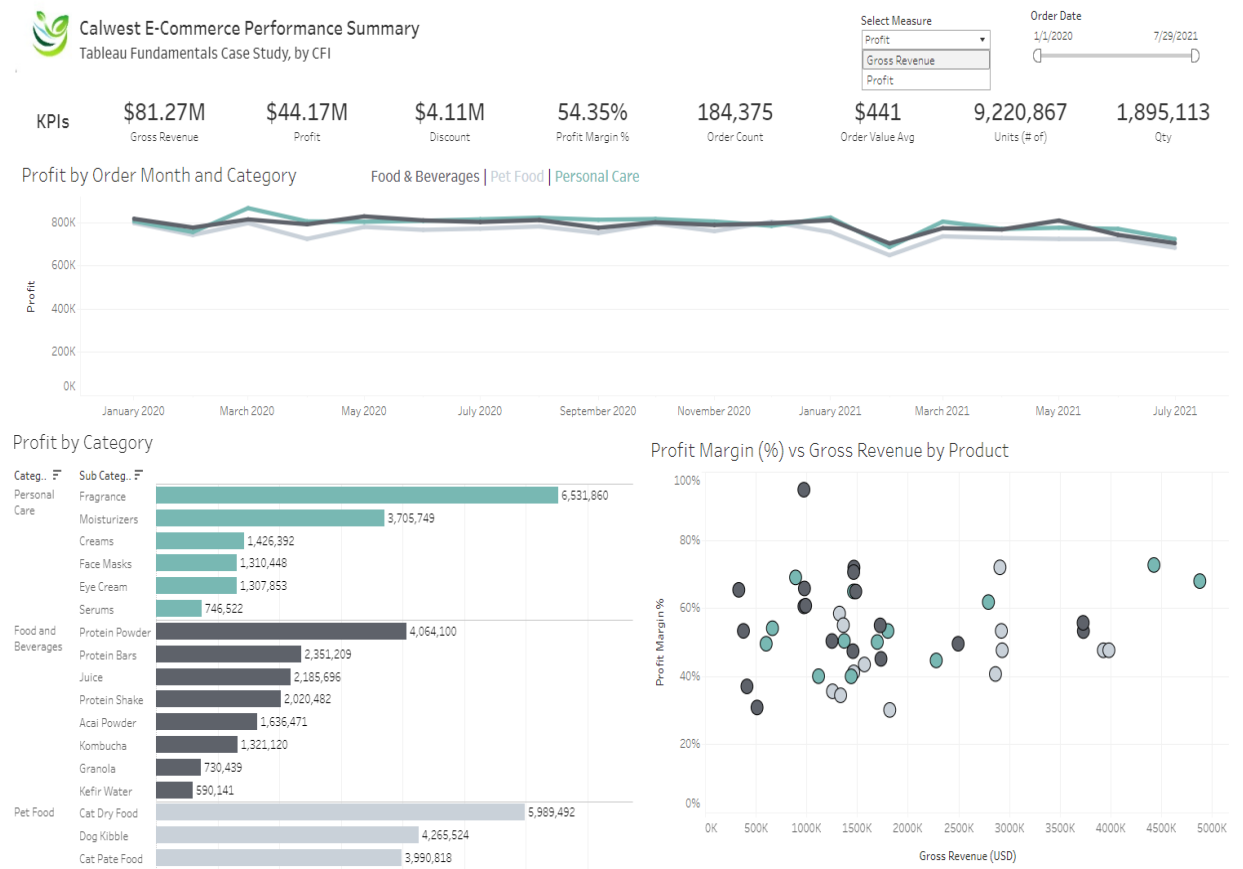 Calwest E-Commerce Performance Summary
Tableau Fundamentals Case Study, by CFI
Select Measure
Profit
Gross Revenue
Profit
Order Date
1/1/2020 7/29/2021
KPIs
$81.27M $44.17M $4.11M 54.35% 184,375 $441 9,220,867 1,895,113
Gross Revenue Profit Discount Profit Margin % Order Count Order Value Avg Units (# of) Qty
Profit by Order Month and Category
Food & Beverages | Pet Food | Personal Care
800K
600K
400K
200K
0K
Profit
January 2020 March 2020 May 2020 July 2020 September 2020 November 2020 January 2021 March 2021 May 2021 July 2021
Profit by Category
Categ.. Sub Categ..
Personal Care
Fragrance 6,531,860
Moisturizers 3,705,749
Creams 1,426,392
Face Masks 1,310,448
Eye Cream 1,307,853
Serums 746,522
Food and Beverages
Protein Powder 4,064,100
Protein Bars 2,351,209
Juice 2,185,696
Protein Shake 2,020,482
Acai Powder 1,636,471
Kombucha 1,321,120
Granola 730,439
Kefir Water 590,141
Pet Food
Cat Dry Food 5,989,492
Dog Kibble 4,265,524
Cat Pate Food 3,990,818
Profit Margin (%) vs Gross Revenue by Product
100%
80%
60%
40%
20%
0%
Profit Margin %
0K 500K 1000K 1500K 2000K 2500K 3000K 3500K 4000K 4500K 5000K
Gross Revenue (USD)